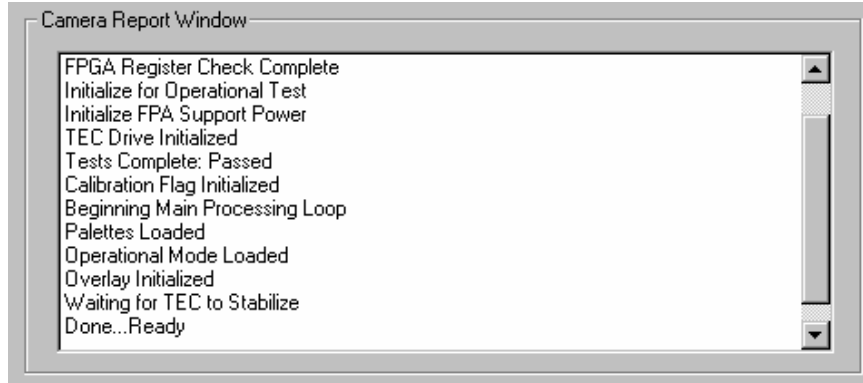 Camera Report Window
FPGA Register Check Complete
Initialize for Operational Test
Initialize FPA Support Power
TEC Drive Initialized
Tests Complete: Passed
Calibration Flag Initialized
Beginning Main Processing Loop
Palettes Loaded
Operational Mode Loaded
Overlay Initialized
Waiting for TEC to Stabilize
Done...Ready